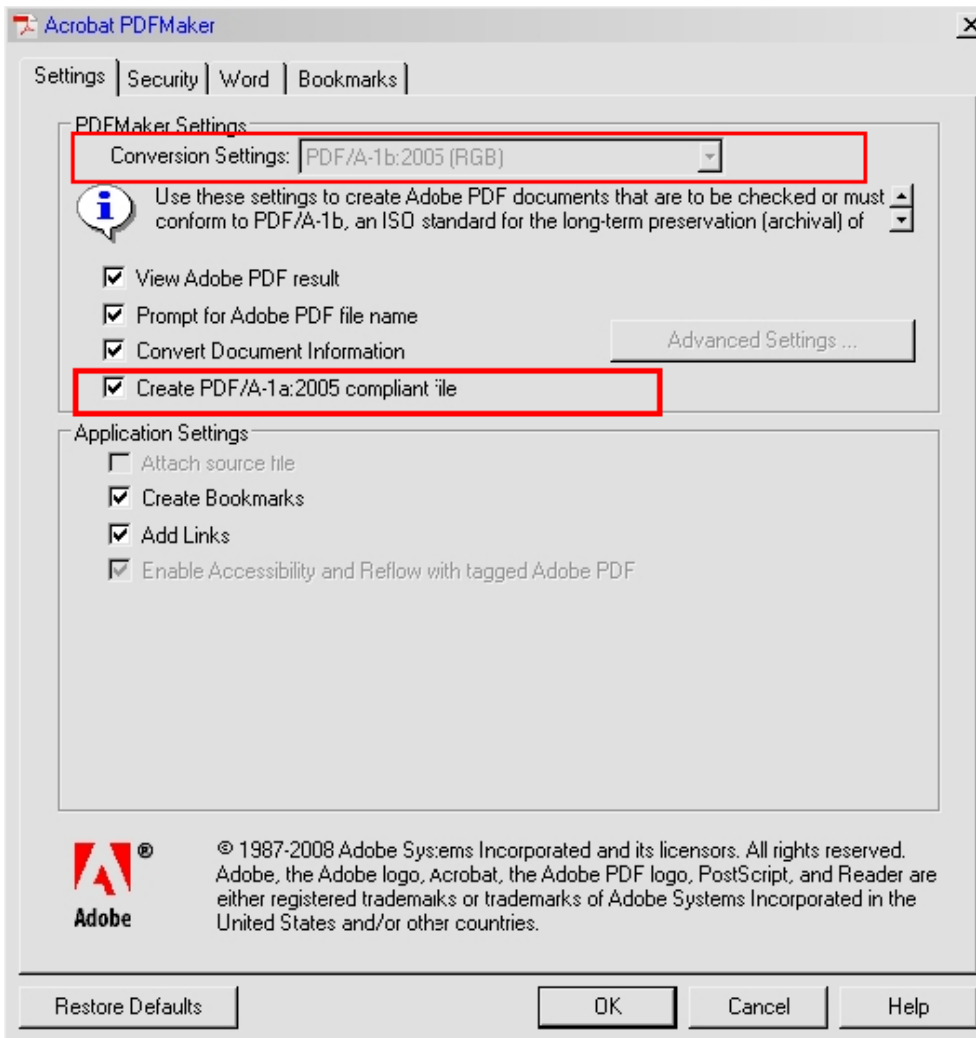 Acrobat PDFMaker
Settings Security Word Bookmarks
PDFMaker Settings
Conversion Settings: PDF/A-1b:2005 (RGB)
Use these settings to create Adobe PDF documents that are to be checked or must
conform to PDF/A-1b, an ISO standard for the long-term preservation (archival) of
View Adobe PDF result
Prompt for Adobe PDF file name
Advanced Settings ...
Convert Document Information
Create PDF/A-1a:2005 compliant file
Application Settings
Attach source file
Create Bookmarks
Add Links
Enable Accessibility and Reflow with tagged Adobe PDF
® © 1987-2008 Adobe Systems Incorporated and its licensors. All rights reserved.
Adobe, the Adobe logo, Acrobat, the Adobe PDF logo, PostScript, and Reader are
either registered trademarks or trademarks of Adobe Systems Incorporated in the
Adobe United States and/or other countries.
Restore Defaults OK Cancel Help